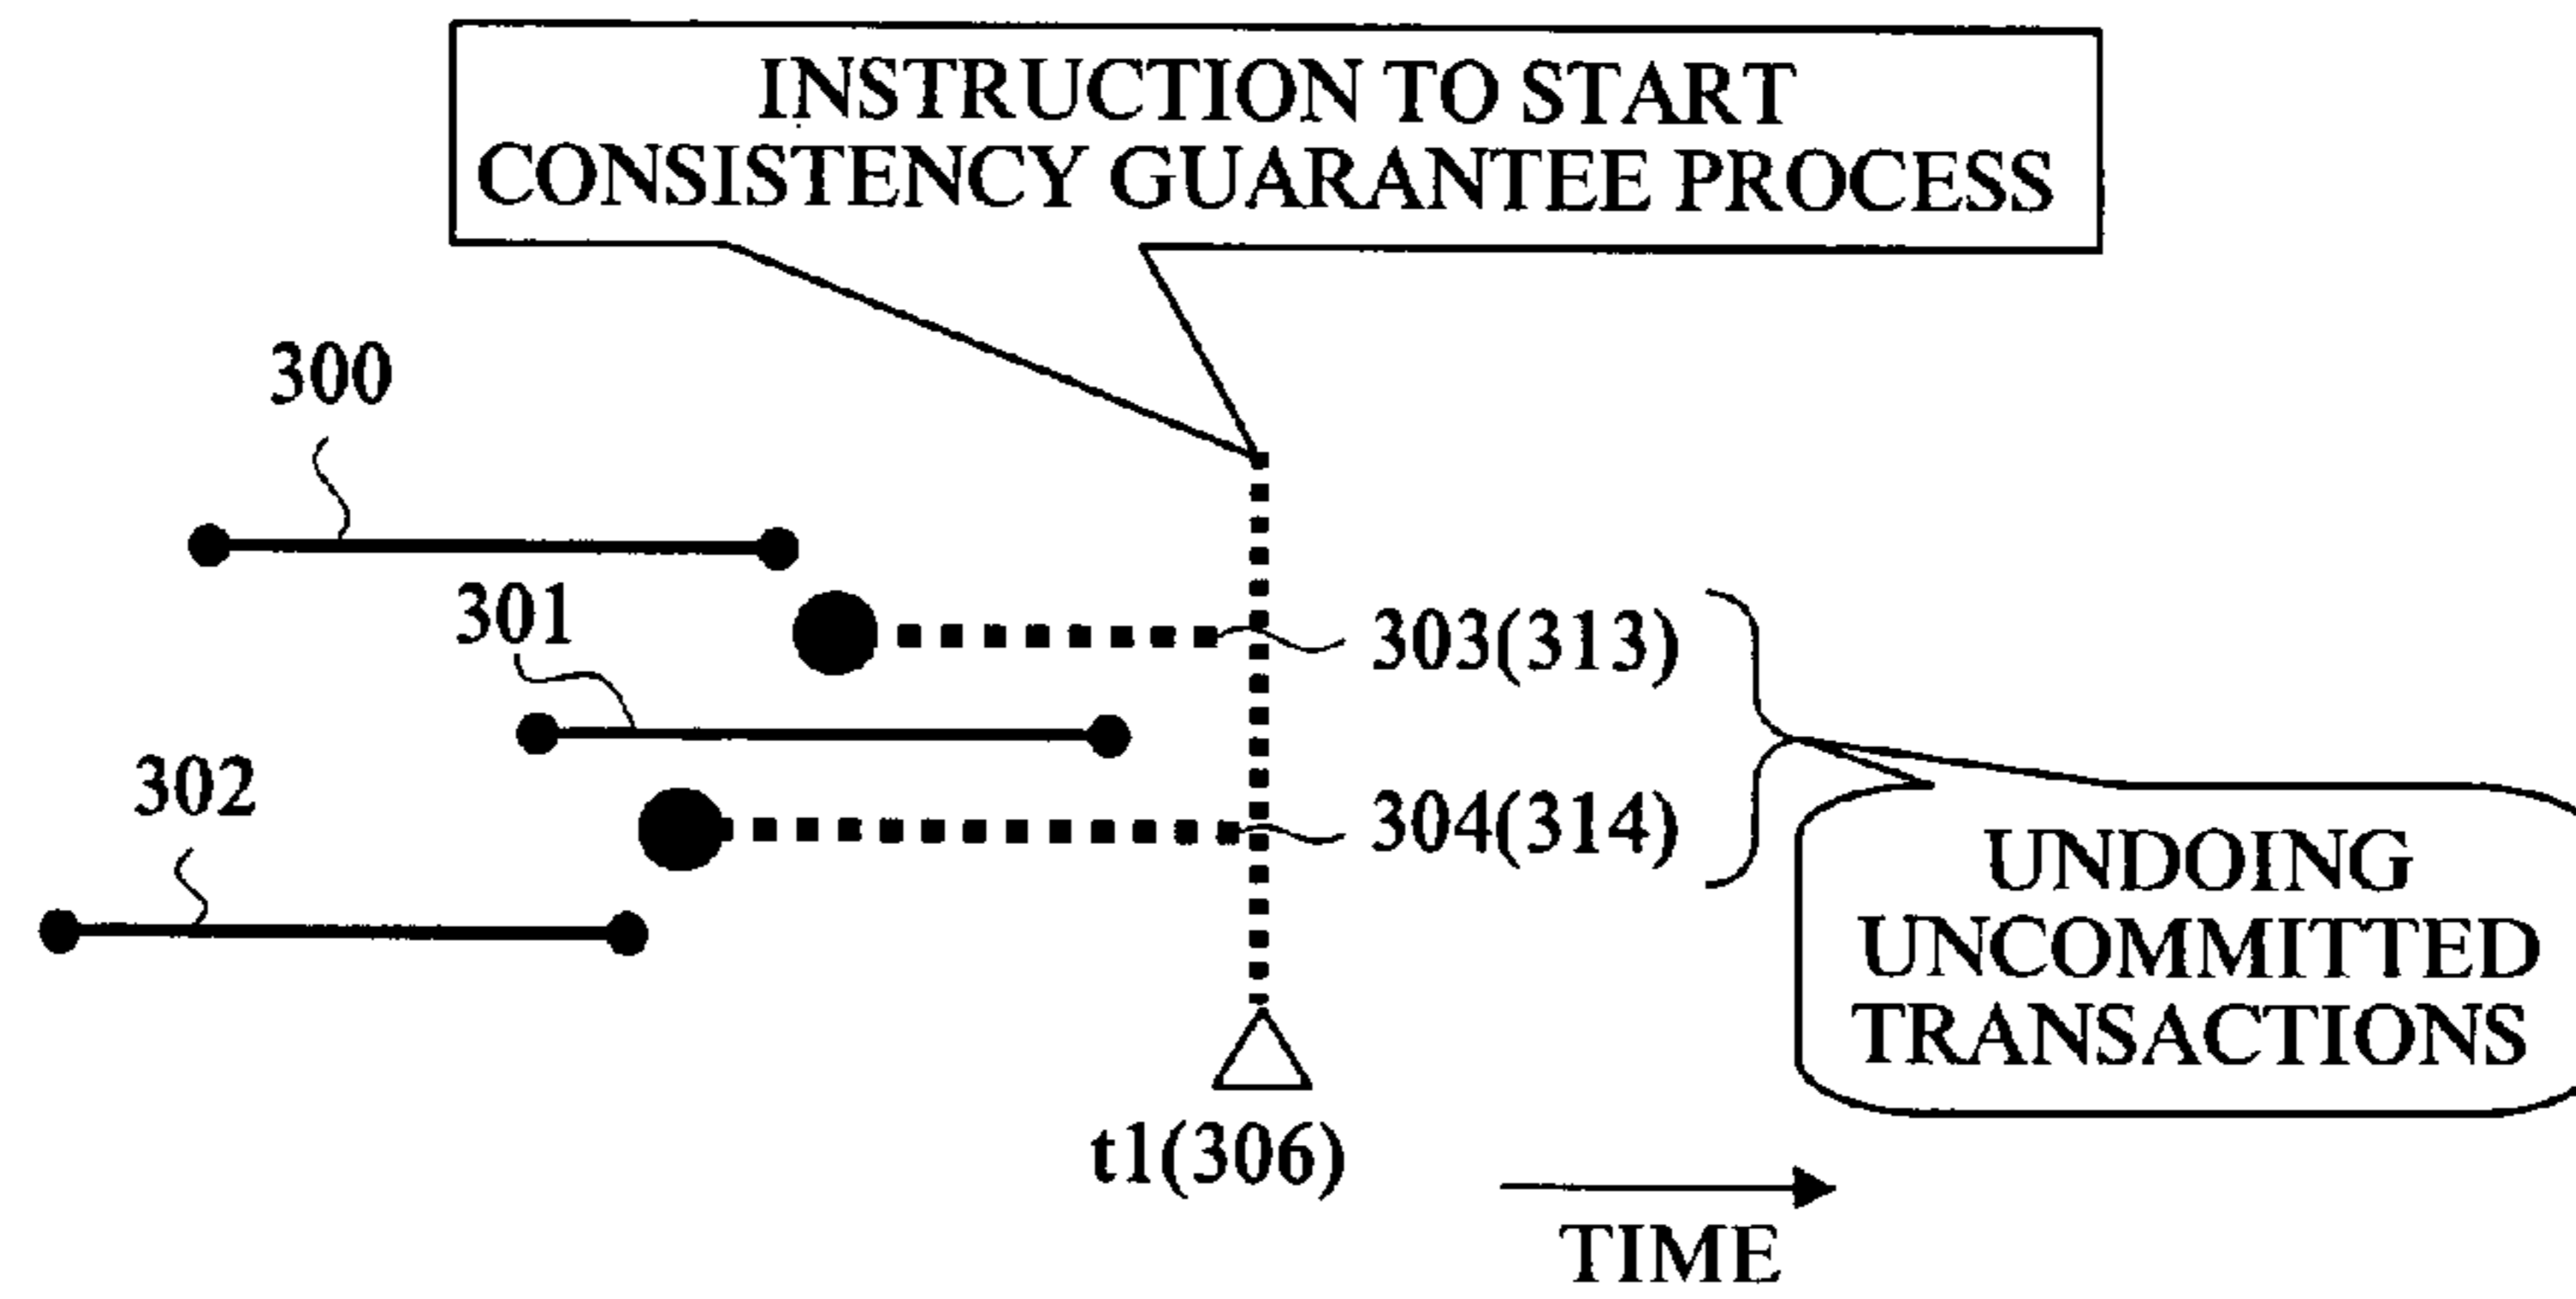 INSTRUCTION TO START
CONSISTENCY GUARANTEE PROCESS
300
301
303(313)
302
304(314)
UNDOING
UNCOMMITTED
TRANSACTIONS
t1(306)
TIME